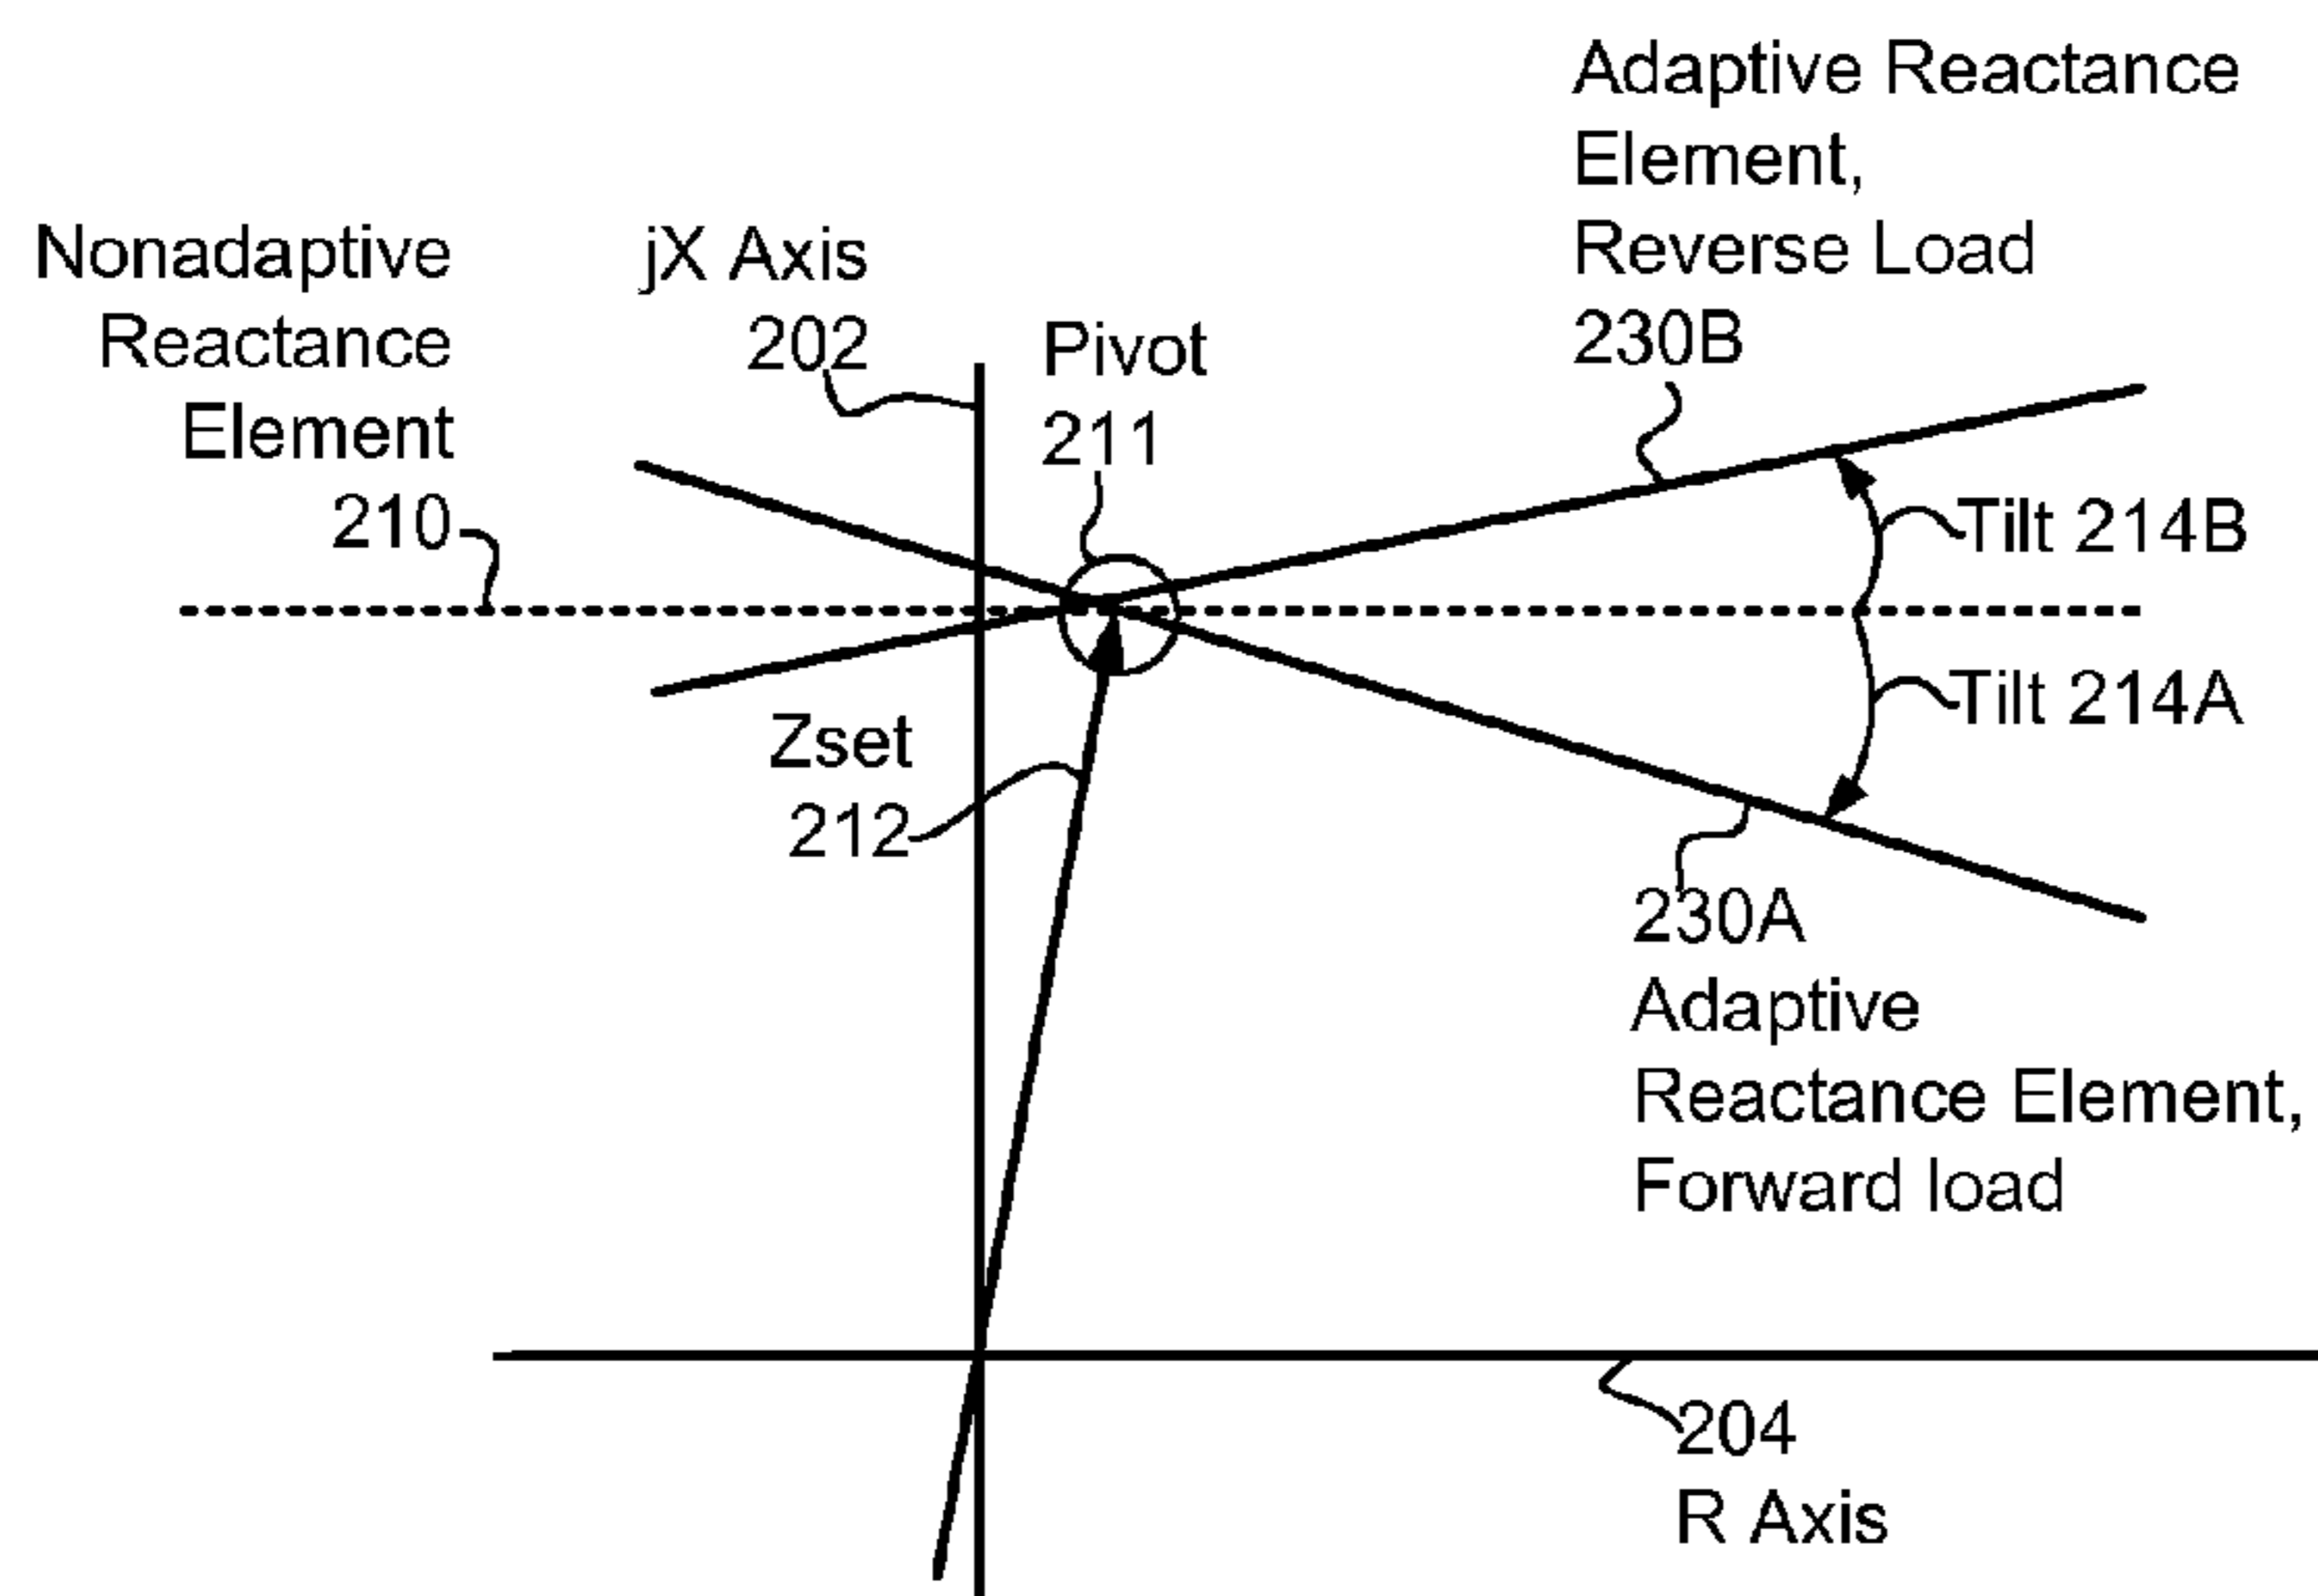 Adaptive Reactance
Element,
Reverse Load
230B
Nonadaptive
Reactance
Element
210
jX Axis
202
Pivot
211
Tilt 214B
Tilt 214A
Zset
212
230A
Adaptive
Reactance Element,
Forward load
204
R Axis